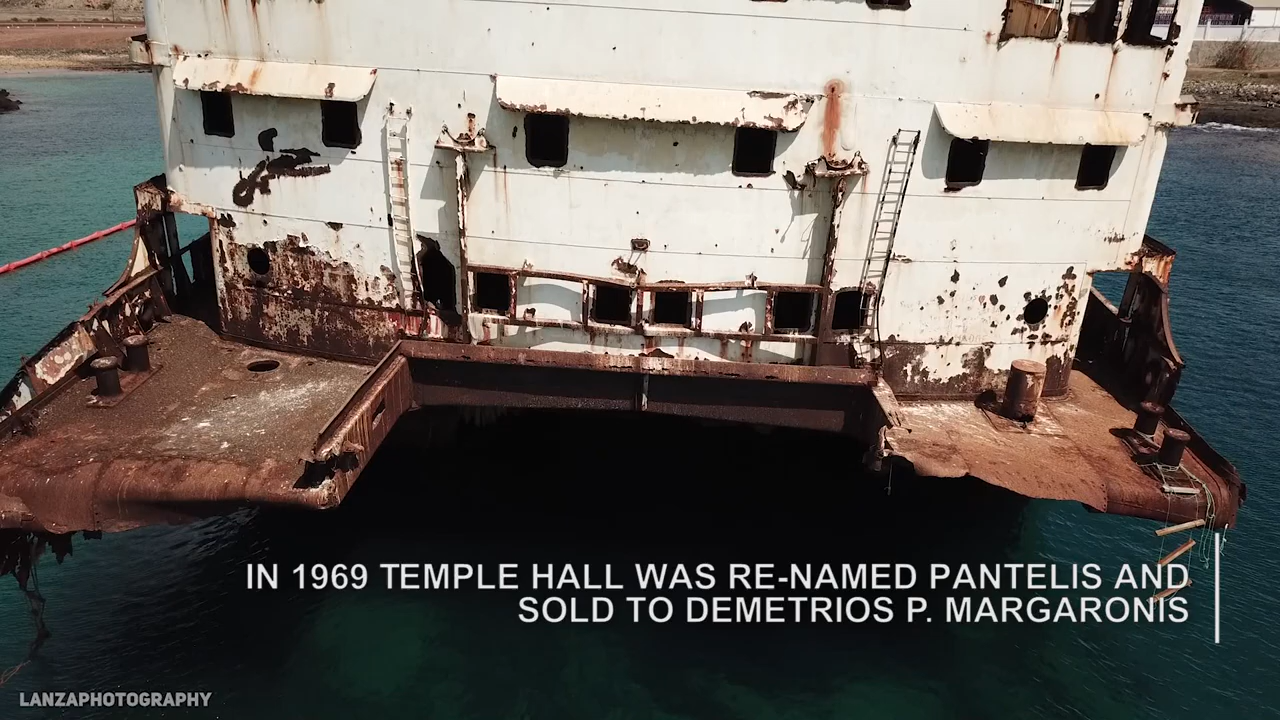 IN 1969 TEMPLE HALL WAS RE-NAMED PANTELIS AND
SOLD TO DEMETRIOS P. MARGARONIS
LANZAPHOTOGRAPHY